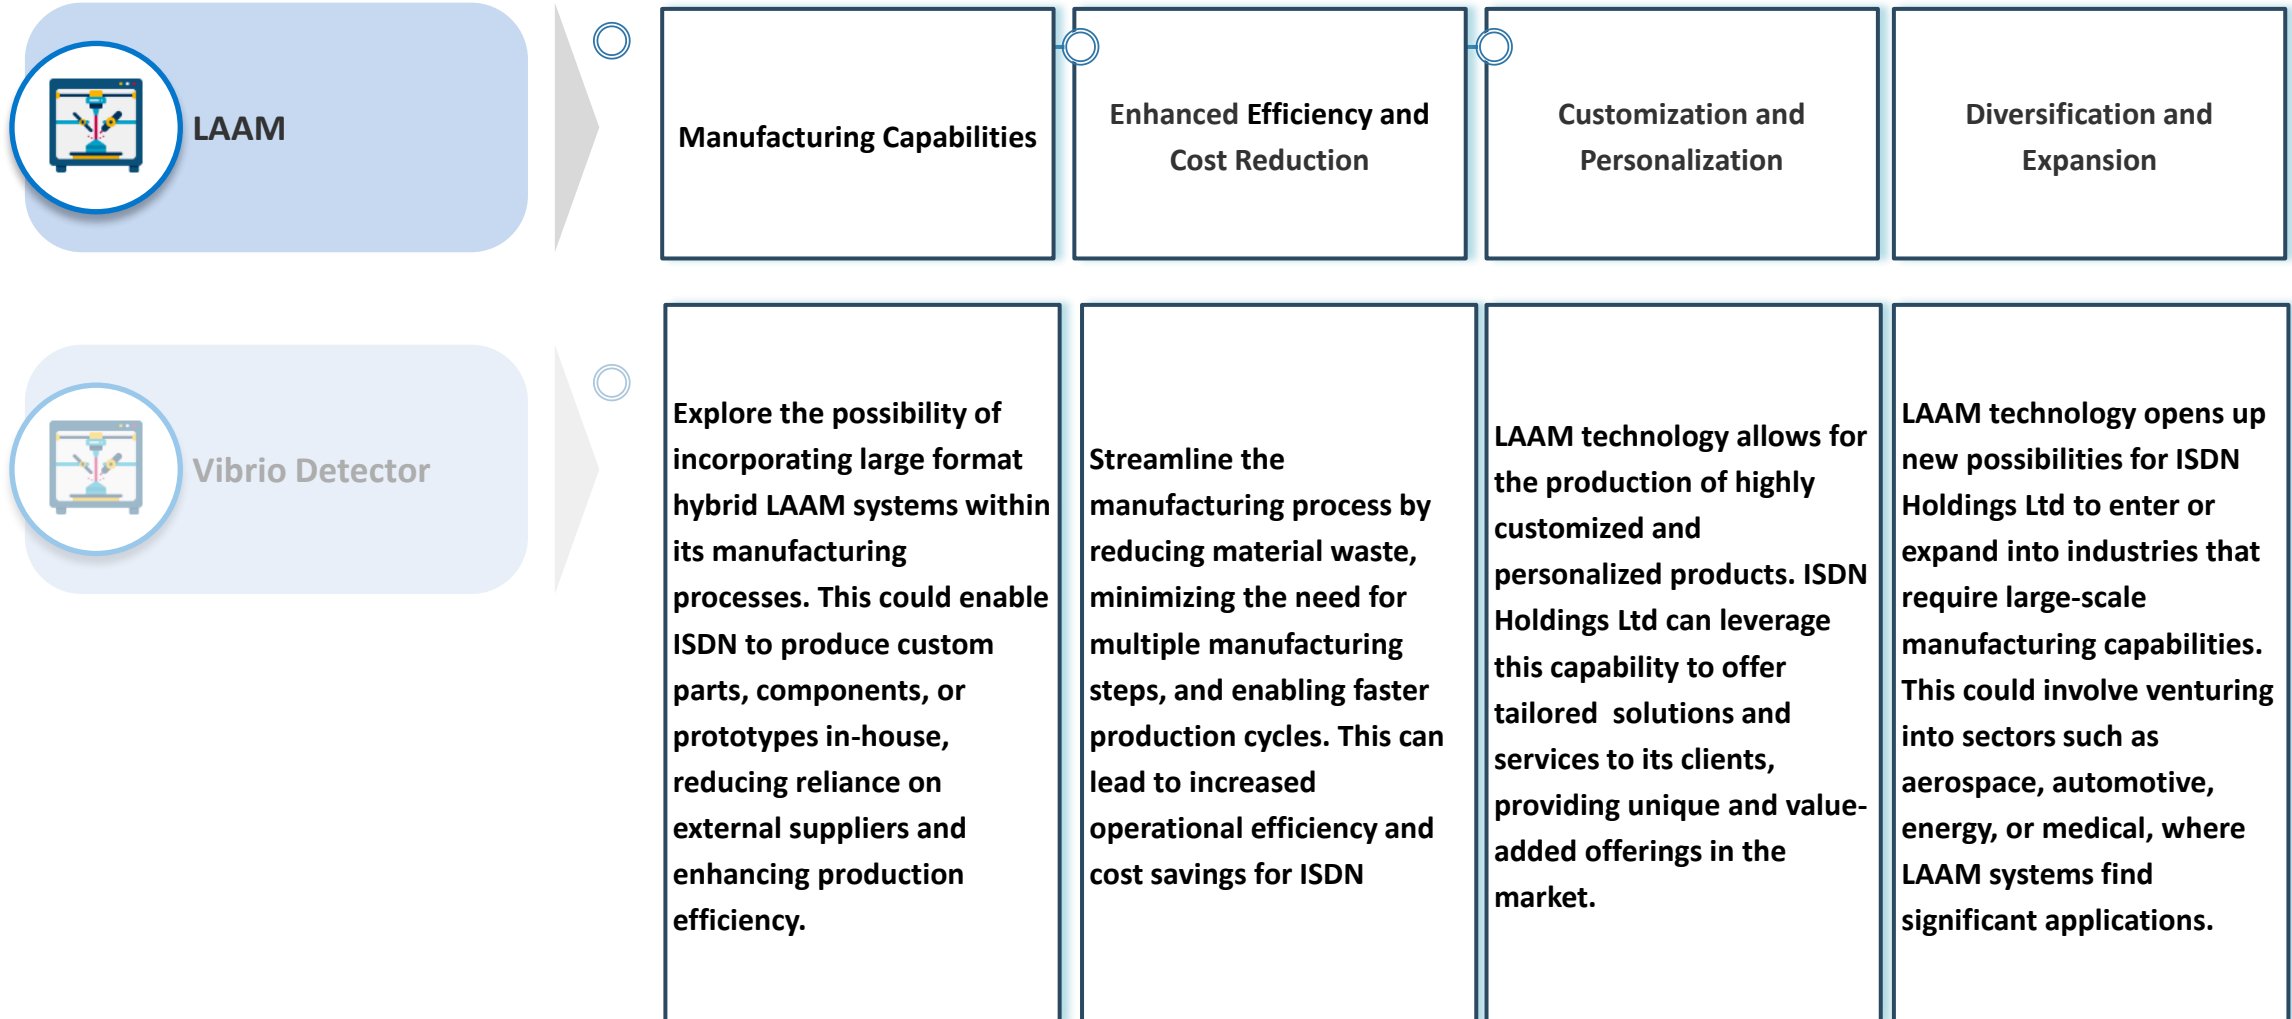 LAAM
Manufacturing Capabilities
Enhanced Efficiency and
Cost Reduction
Customization and
Personalization
Diversification and
Expansion
Vibrio Detector
Explore the possibility of
incorporating large format
hybrid LAAM systems within
its manufacturing
processes. This could enable
ISDN to produce custom
parts, components, or
prototypes in-house,
reducing reliance on
external suppliers and
enhancing production
efficiency.
Streamline the
manufacturing process by
reducing material waste,
minimizing the need for
multiple manufacturing
steps, and enabling faster
production cycles. This can
lead to increased
operational efficiency and
cost savings for ISDN
LAAM technology allows for
the production of highly
customized and
personalized products. ISDN
Holdings Ltd can leverage
this capability to offer
tailored  solutions and
services to its clients,
providing unique and value-
added offerings in the
market.
LAAM technology opens up
new possibilities for ISDN
Holdings Ltd to enter or
expand into industries that
require large-scale
manufacturing capabilities.
This could involve venturing
into sectors such as
aerospace, automotive,
energy, or medical, where
LAAM systems find
significant applications.